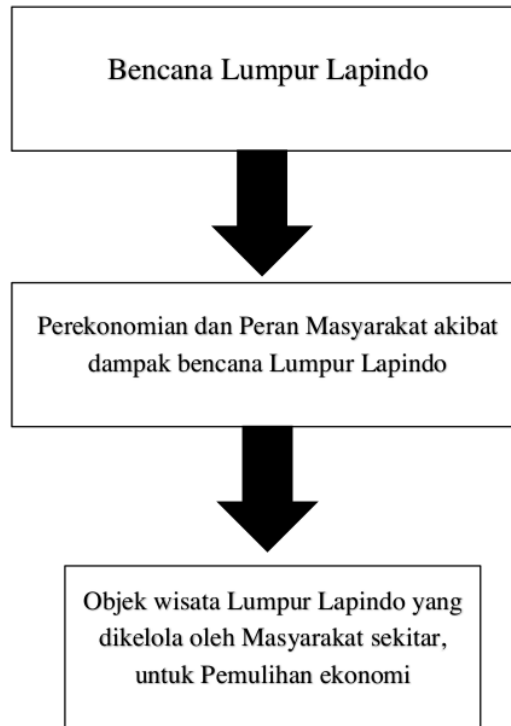 Bencana Lumpur Lapindo
Perekonomian dan Peran Masyarakat akibat
dampak bencana Lumpur Lapindo
Objek wisata Lumpur Lapindo yang
dikelola oleh Masyarakat sekitar,
untuk Pemulihan ekonomi